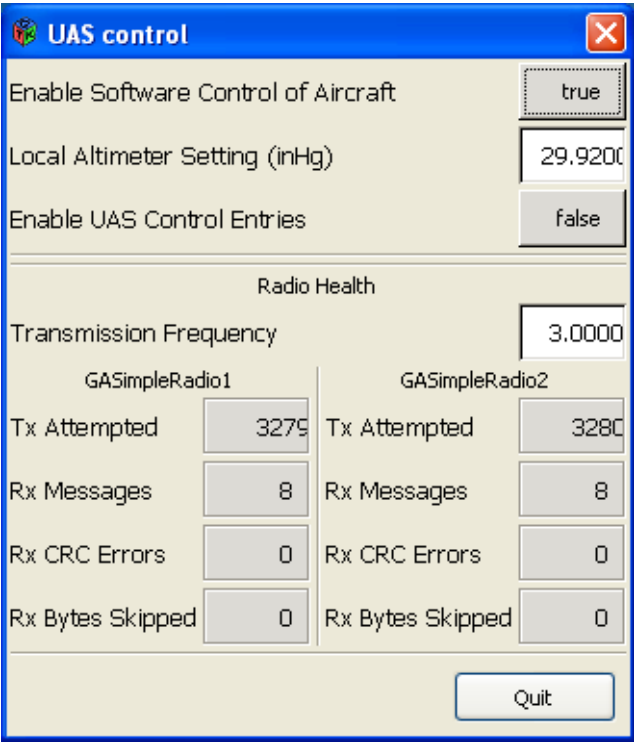 UAS control
Enable Software Control of Aircraft true
Local Altimeter Setting (inHg) 29.9200
Enable UAS Control Entries false
Radio Health
Transmission Frequency 3.0000
GASimpleRadio1 GASimpleRadio2
Tx Attempted 3279 Tx Attempted 3280
Rx Messages 8 Rx Messages 8
Rx CRC Errors 0 Rx CRC Errors 0
Rx Bytes Skipped 0 Rx Bytes Skipped 0
Quit